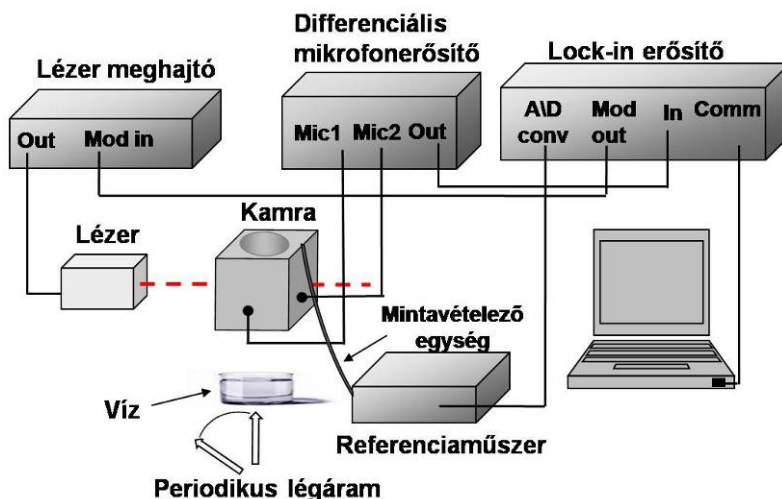 Differenciális
mikrofonerősítő
Lézer meghajtó
Lock-in erősítő
Out
Mod in
Mic1
Mic2
Out
A\D
conv
Mod
out
In
Comm
Kamra
Lézer
Mintavételező
egység
Víz
Referenciaműszer
Periodikus légáram